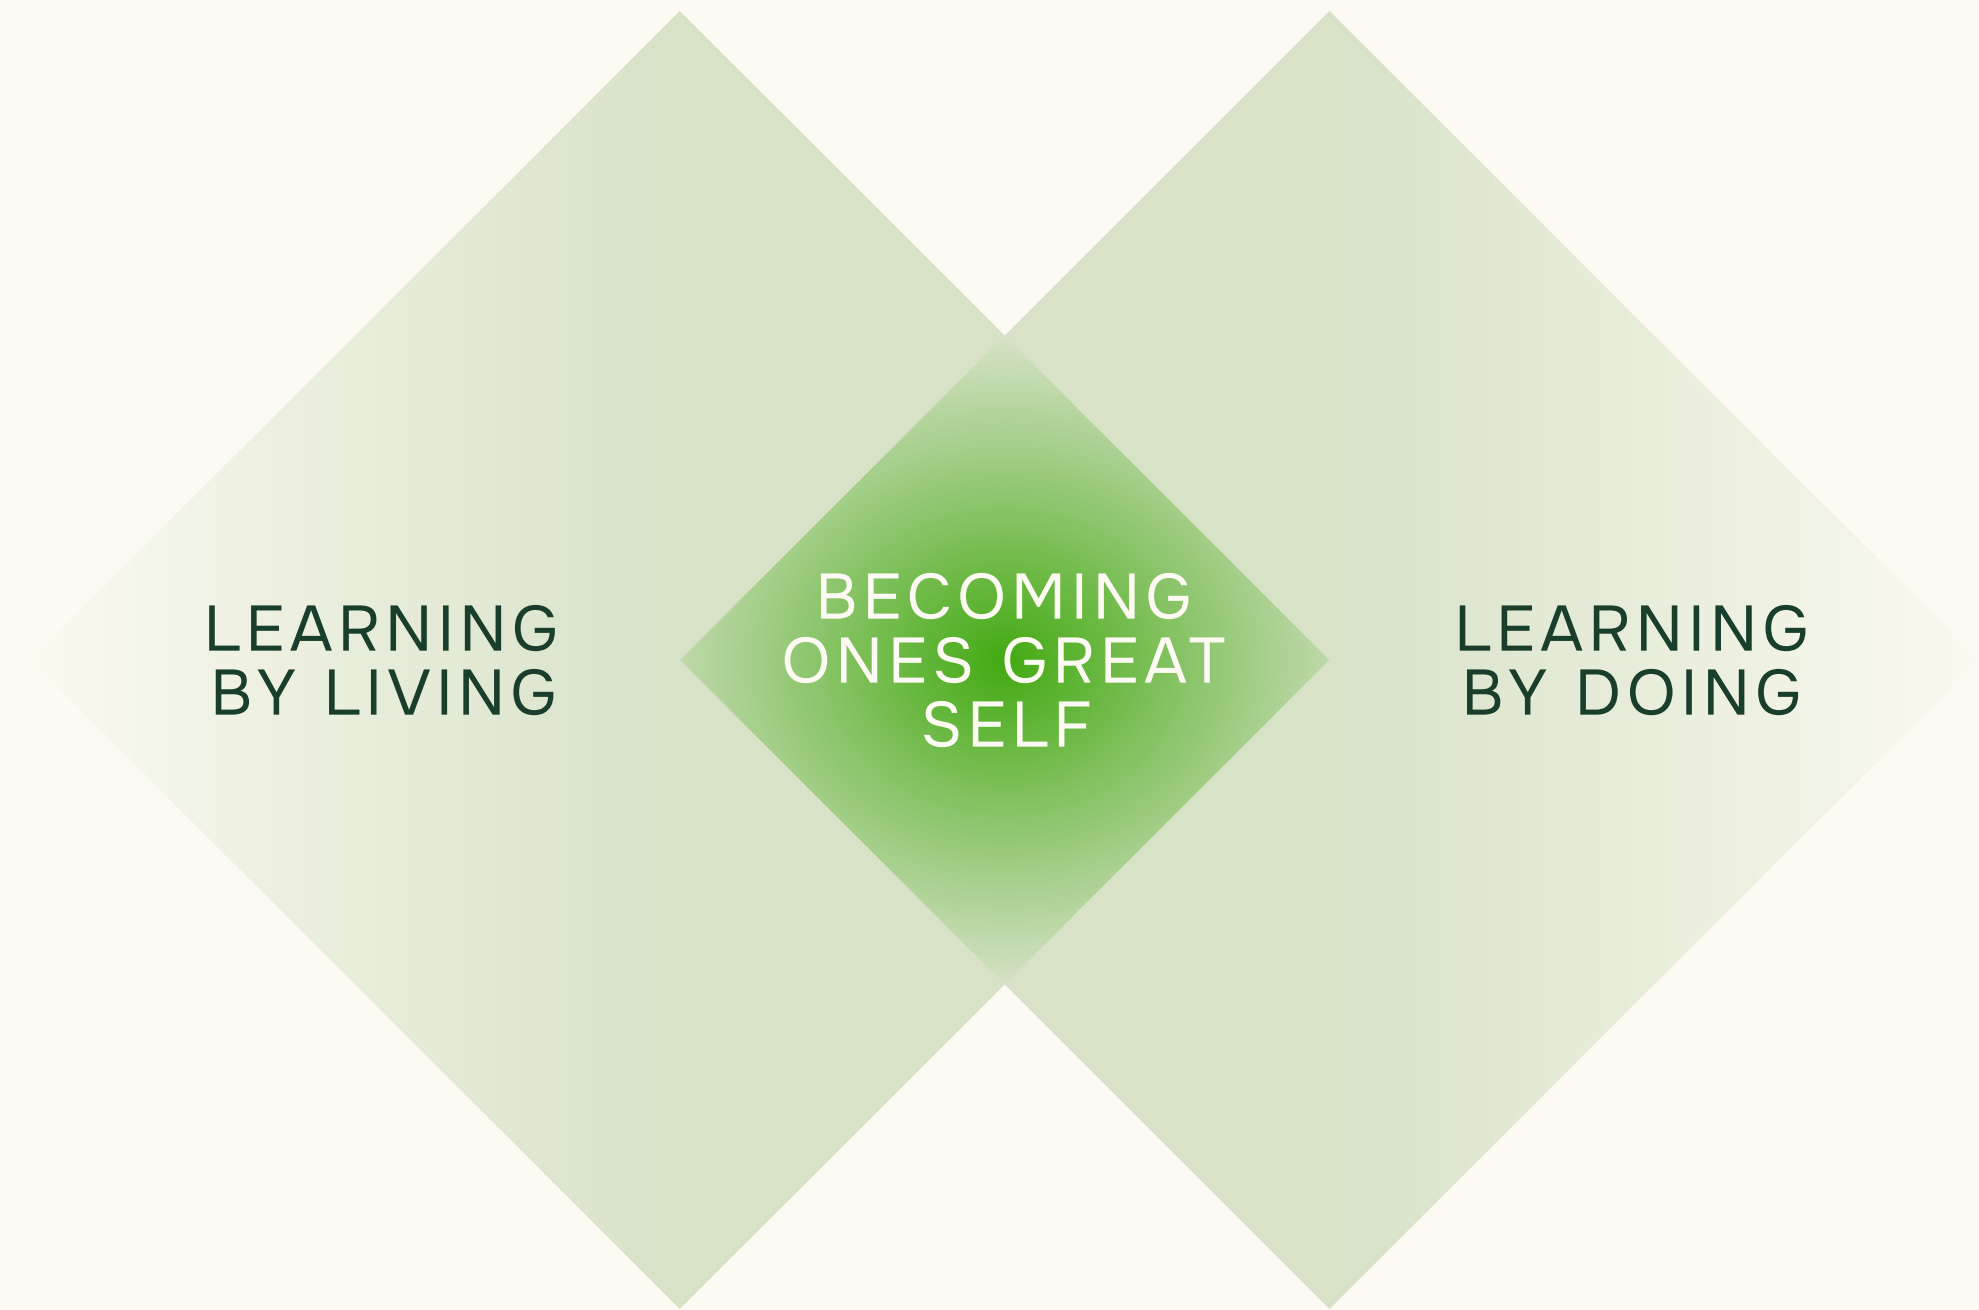 LEARNING
BY LIVING
BECOMING
ONES GREAT
SELF
LEARNING
BY DOING